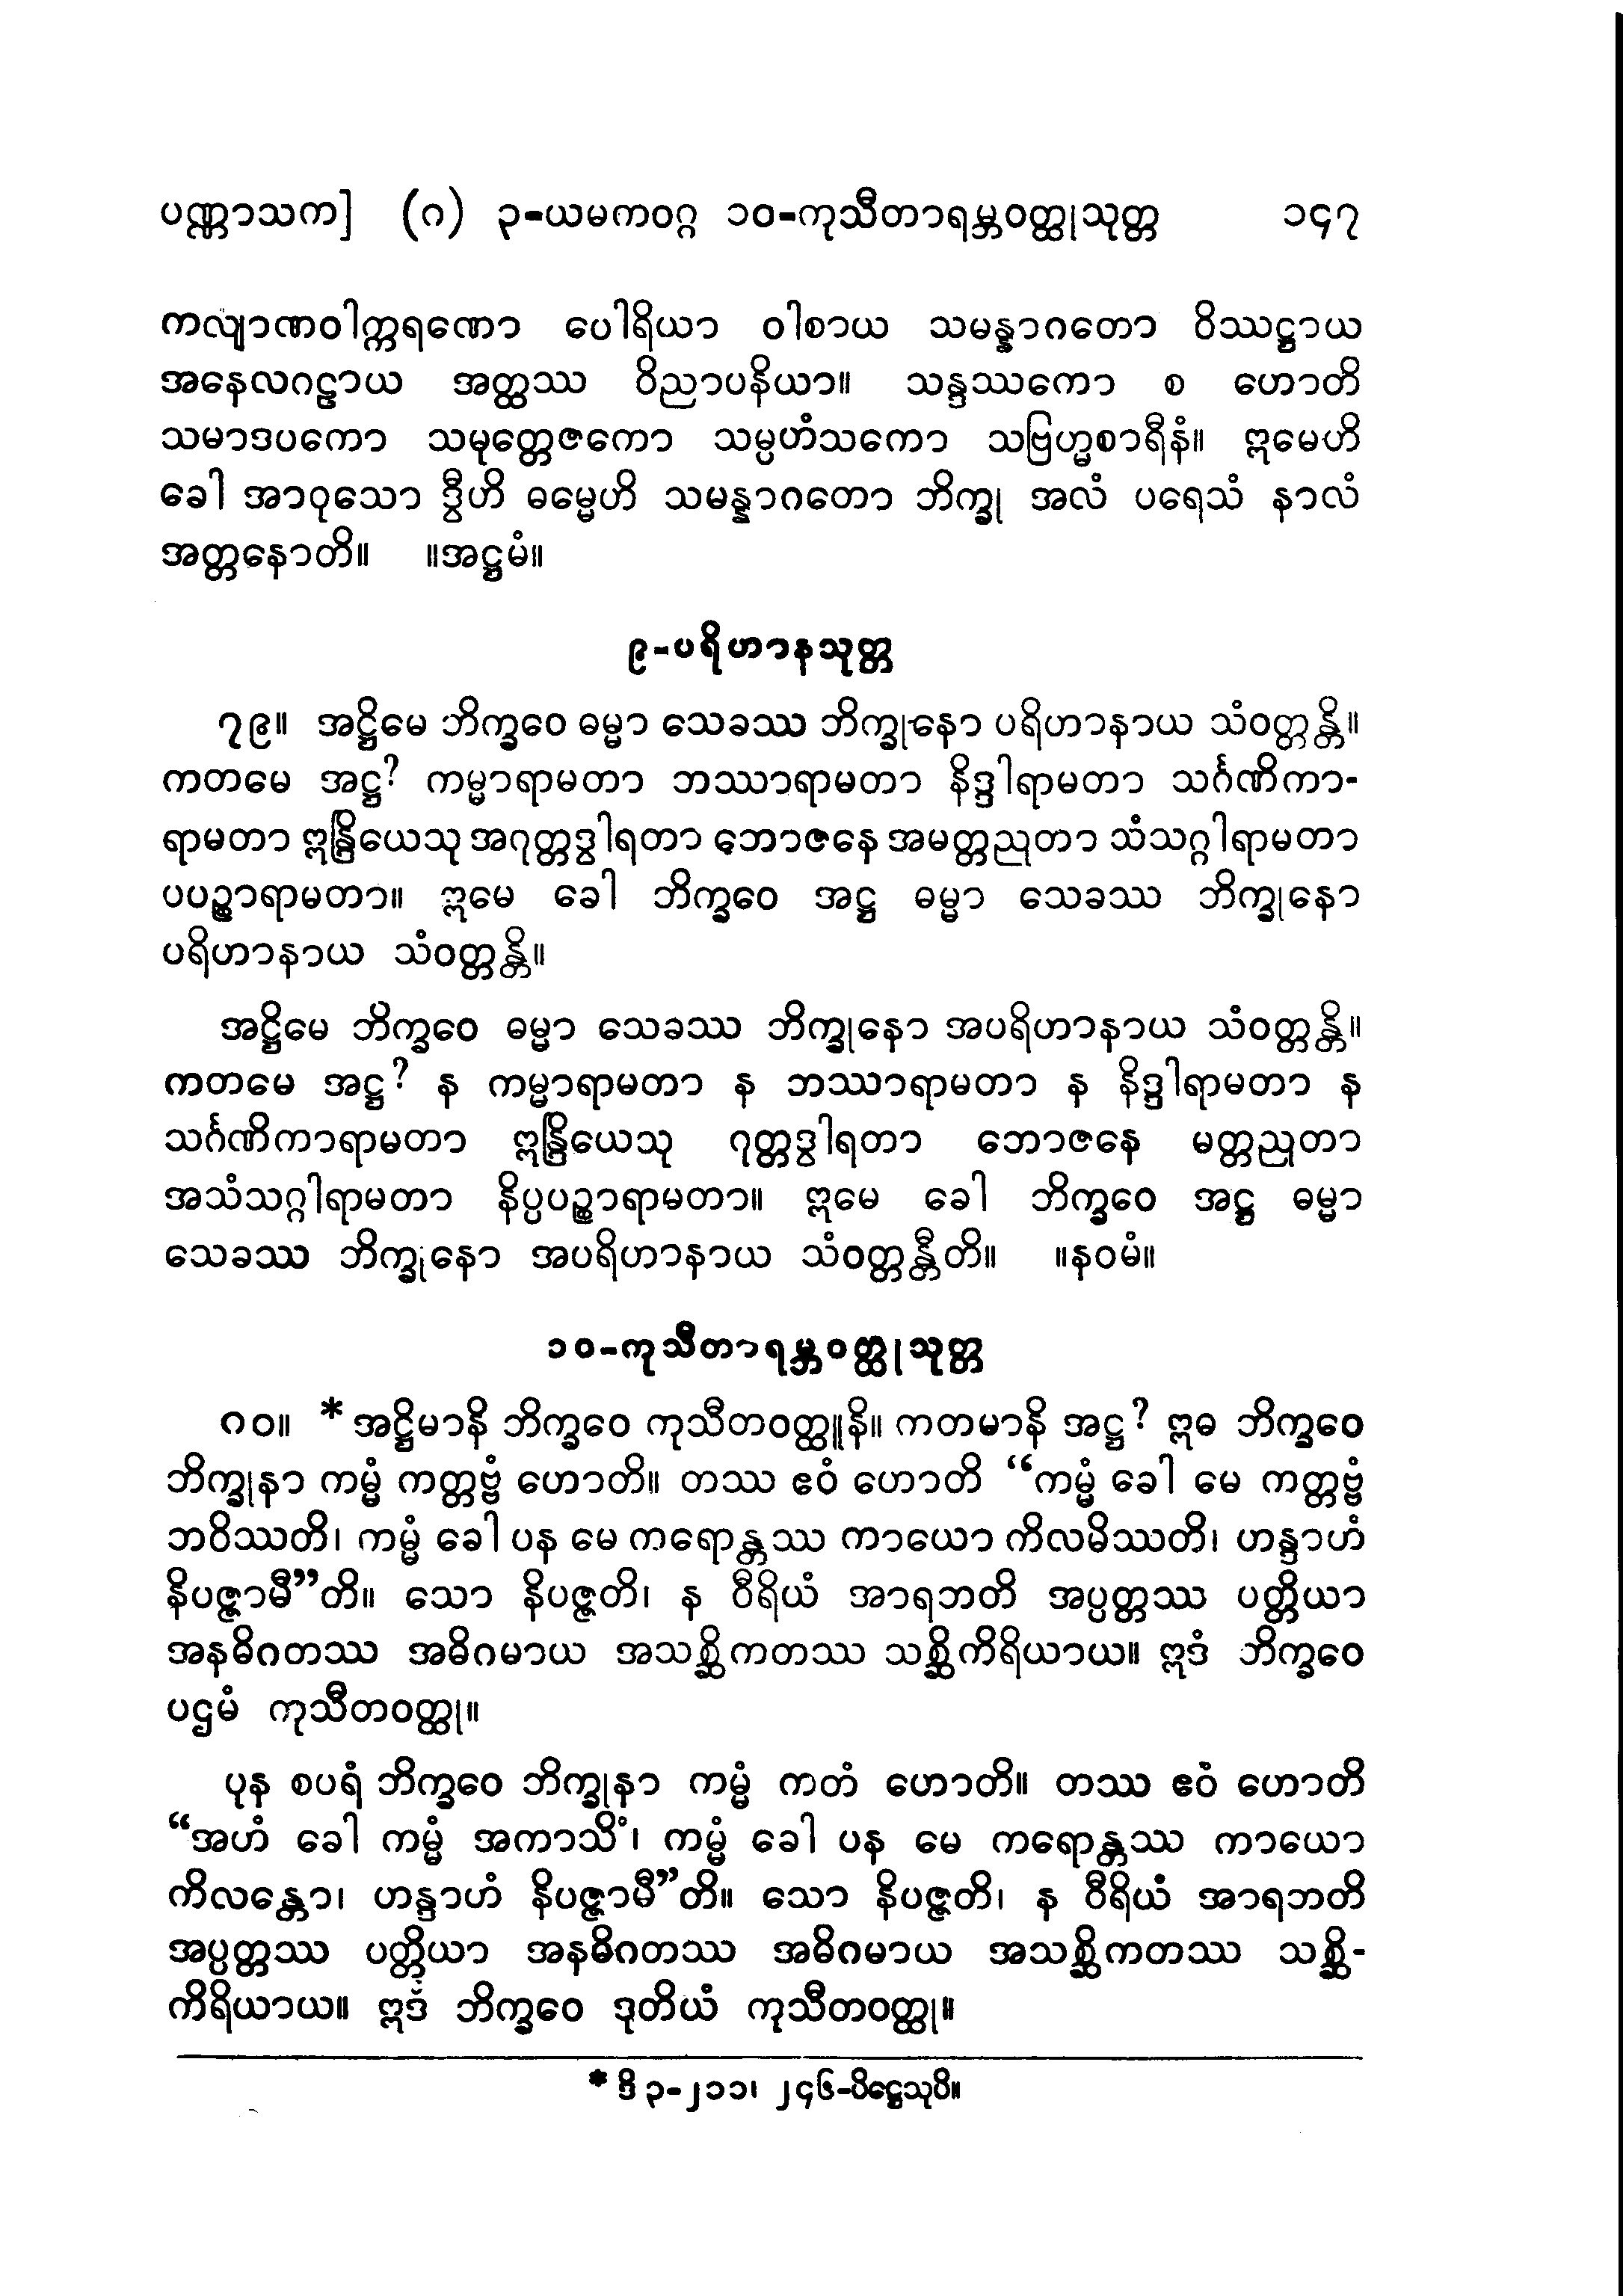 ပဏ္ဏာသက] (ဂ) ၃-ယမကဝဂ္ဂ ၁၀-ကုသီတာရမ္ဘဝတ္ထုသုတ္တ ၁၄၇
ကလျာဏဝါက္ကရဏော ပေါရိယာ ဝါစာယ သမန္နာဂတော ဝိဿဋ္ဌာယ
အနေလဂဠာယ အတ္ထဿ ဝိညာပနိယာ။ သန္ဒဿကော စ ဟောတိ
သမာဒပကော သမုတ္တေဇကော သမ္ပဟံသကော သဗြဟ္မစာရီနံ။ ဣမေဟိ
ခေါ အာဝုသော ဒွီဟိ ဓမ္မေဟိ သမန္နာဂတော ဘိက္ခု အလံ ပရေသံ နာလံ
အတ္တနောတိ။ ။အဋ္ဌမံ။
၉-ပရိဟာနသုတ္တ
၇၉။ အဋ္ဌိမေ ဘိက္ခဝေ ဓမ္မာ သေခဿ ဘိက္ခုနော ပရိဟာနာယ သံဝတ္တန္တိ။
ကတမေ အဋ္ဌ? ကမ္မာရာမတာ ဘဿာရာမတာ နိဒ္ဒါရာမတာ သင်္ဂဏိကာ-
ရာမတာ ဣန္ဒြိယေသု အဂုတ္တဒွါရတာ ဘောဇနေ အမတ္တညုတာ သံသဂ္ဂါရာမတာ
ပပဉ္စာရာမတာ။ ဣမေ ခေါ ဘိက္ခဝေ အဋ္ဌ ဓမ္မာ သေခဿ ဘိက္ခုနော
ပရိဟာနာယ သံဝတ္တန္တိ။
အဋ္ဌိမေ ဘိက္ခဝေ ဓမ္မာ သေခဿ ဘိက္ခုနော အပရိဟာနာယ သံဝတ္တန္တိ။
ကတမေ အဋ္ဌ? န ကမ္မာရာမတာ န ဘဿာရာမတာ န နိဒ္ဒါရာမတာ န
သင်္ဂဏိကာရာမတာ ဣန္ဒြိယေသု ဂုတ္တဒွါရတာ ဘောဇနေ မတ္တညုတာ
အသံသဂ္ဂါရာမတာ နိပ္ပပဉ္စာရာမတာ။ ဣမေ ခေါ ဘိက္ခဝေ အဋ္ဌ ဓမ္မာ
သေခဿ ဘိက္ခုနော အပရိဟာနာယ သံဝတ္တန္တီတိ။ ။နဝမံ။
၁၀-ကုသီတာရမ္ဘဝတ္ထုသုတ္တ
၈၀။ *အဋ္ဌိမာနိ ဘိက္ခဝေ ကုသီတဝတ္ထူနိ။ ကတမာနိ အဋ္ဌ? ဣဓ ဘိက္ခဝေ
ဘိက္ခုနာ ကမ္မံ ကတ္တဗ္ဗံ ဟောတိ။ တဿ ဧဝံ ဟောတိ “ကမ္မံ ခေါ မေ ကတ္တဗ္ဗံ
ဘဝိဿတိ၊ ကမ္မံ ခေါ ပန မေ ကရောန္တဿ ကာယော ကိလမိဿတိ၊ ဟန္ဒာဟံ
နိပဇ္ဇာမီ”တိ။ သော နိပဇ္ဇတိ၊ န ဝီရိယံ အာရဘတိ အပ္ပတ္တဿ ပတ္တိယာ
အနဓိဂတဿ အဓိဂမာယ အသစ္ဆိကတဿ သစ္ဆိကိရိယာယ။ ဣဒံ ဘိက္ခဝေ
ပဌမံ ကုသီတဝတ္ထု။
ပုန စပရံ ဘိက္ခဝေ ဘိက္ခုနာ ကမ္မံ ကတံ ဟောတိ။ တဿ ဧဝံ ဟောတိ
“အဟံ ခေါ ကမ္မံ အကာသိံ၊ ကမ္မံ ခေါ ပန မေ ကရောန္တဿ ကာယော
ကိလန္တော၊ ဟန္ဒာဟံ နိပဇ္ဇာမီ”တိ။ သော နိပဇ္ဇတိ၊ န ဝီရိယံ အာရဘတိ
အပ္ပတ္တဿ ပတ္တိယာ အနဓိဂတဿ အဓိဂမာယ အသစ္ဆိကတဿ သစ္ဆိ-
ကိရိယာယ။ ဣဒံ ဘိက္ခဝေ ဒုတိယံ ကုသီတဝတ္ထု။
* ဒီ ၃-၂၁၁၊ ၂၄၆-ပိဋ္ဌေသုပိ။